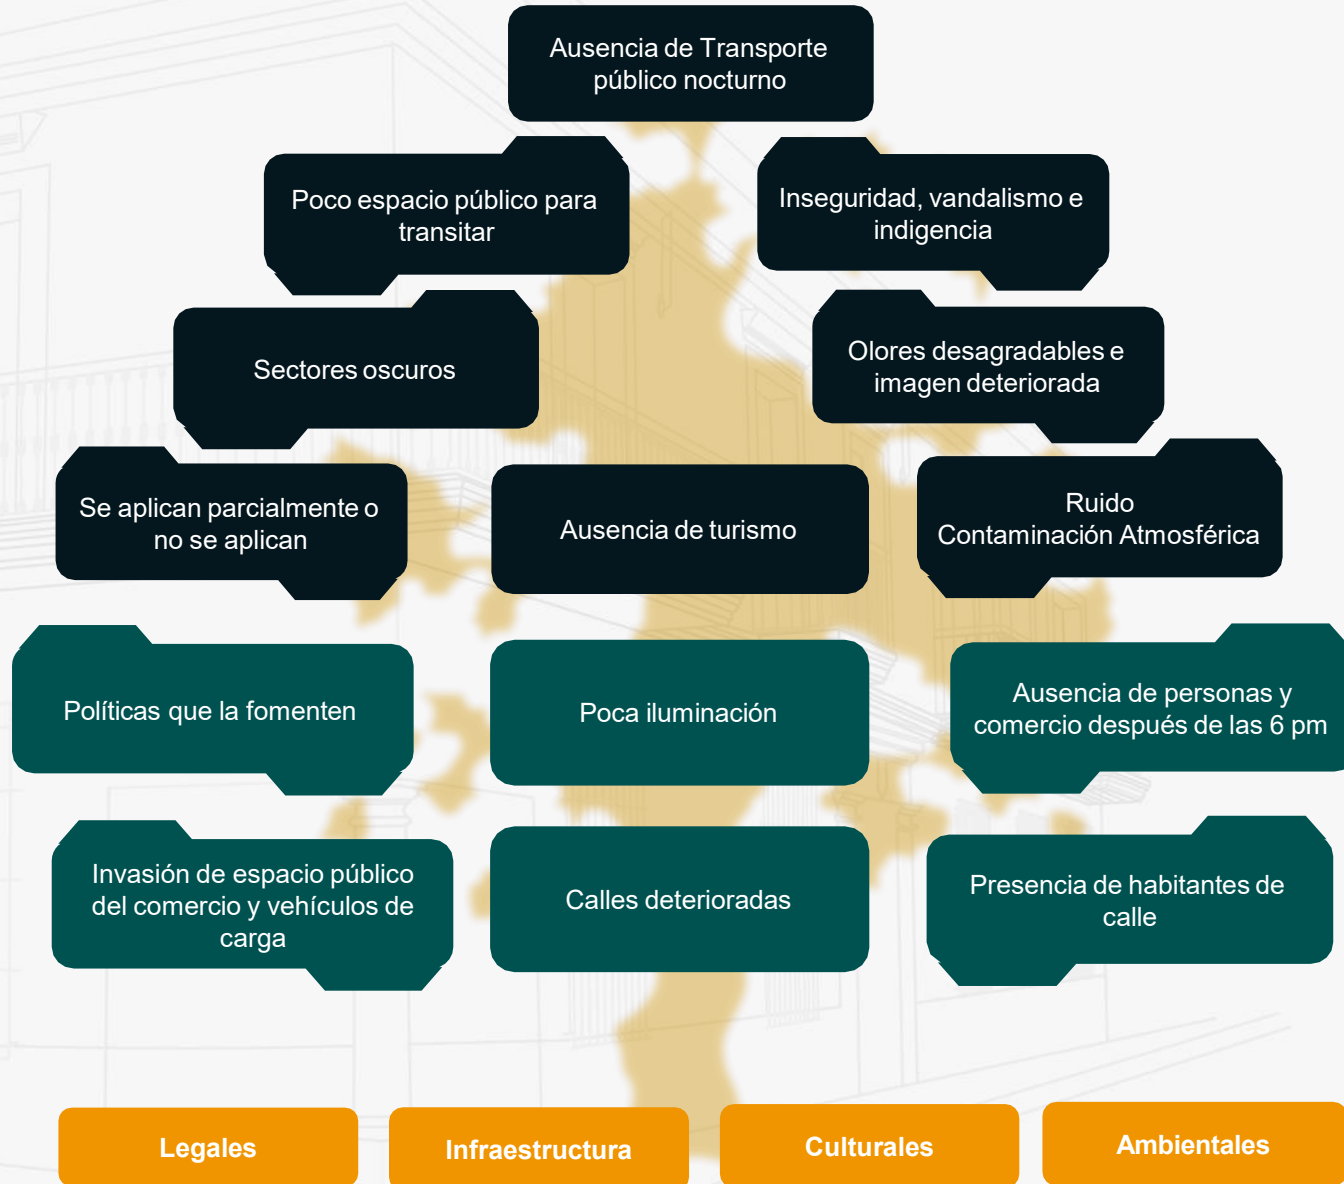 Ausencia de Transporte
público nocturno
Poco espacio público para
transitar
Inseguridad, vandalismo e
indigencia
Sectores oscuros
Olores desagradables e
imagen deteriorada
Se aplican parcialmente o
no se aplican
Ausencia de turismo
Ruido
Contaminación Atmosférica
Políticas que la fomenten
Poca iluminación
Ausencia de personas y
comercio después de las 6 pm
Invasión de espacio público
del comercio y vehículos de
carga
Calles deterioradas
Presencia de habitantes de
calle
Legales
Infraestructura
Culturales
Ambientales